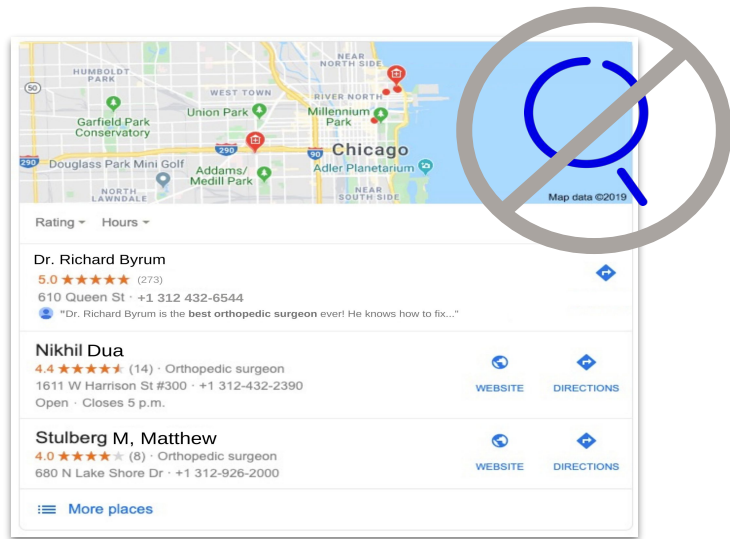 NEAR
NORTH SIDE
HUMBOLDT
PARK
50
WEST TOWN
RIVER NORTH
Union Park
Millennium
Park
Garfield Park
Conservatory
290
90
Chicago
290
Douglass Park Mini Golf
Adler Planetarium
Addams/
Medill Park
NORTH
LAWNDALE
NEAR
SOUTH SIDE
Map data ©2019
Rating Hours
Dr. Richard Byrum
5.0 (273)
610 Queen St · +1 312 432-6544
"Dr. Richard Byrum is the best orthopedic surgeon ever! He knows how to fix..."
Nikhil Dua
4.4 (14) · Orthopedic surgeon
1611 W Harrison St #300 · +1 312-432-2390
Open · Closes 5 p.m.
WEBSITE DIRECTIONS
Stulberg M, Matthew
4.0 (8) · Orthopedic surgeon
680 N Lake Shore Dr · +1 312-926-2000
WEBSITE DIRECTIONS
More places